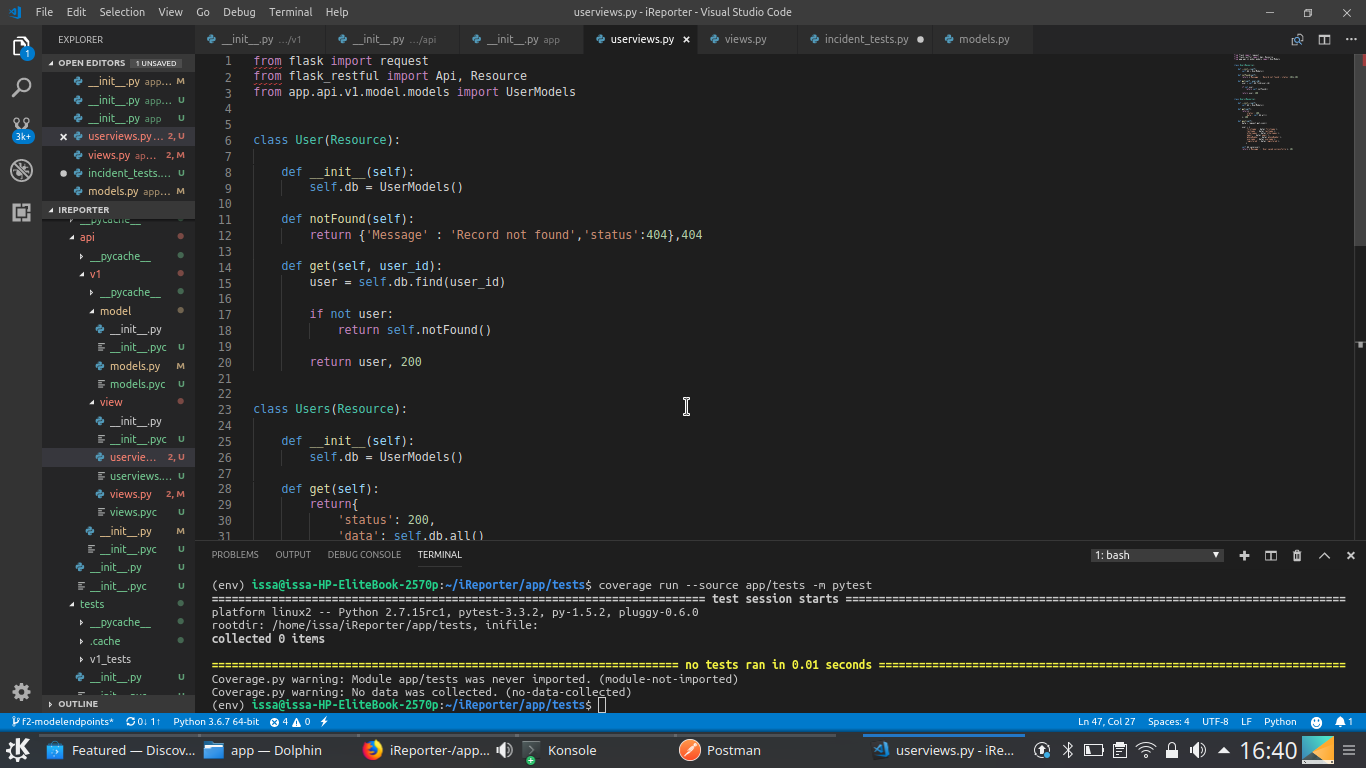 File Edit Selection View Go Debug Terminal Help
userviews.py - iReporter - Visual Studio Code
EXPLORER
__init__.py .../v1
__init__.py .../api
__init__.py app
userviews.py ×
views.py
incident_tests.py ●
models.py
OPEN EDITORS 1 UNSAVED
__init__.py app... M
__init__.py app... U
__init__.py app U
userviews.py ... 2, U
views.py ap... 2, M
incident_tests.... U
models.py app... M
IREPORTER
__pycache__
api
__pycache__
v1
__pycache__
model
__init__.py
__init__.pyc U
models.py M
models.pyc U
view
__init__.py
__init__.pyc U
uservie... 2, U
userviews.... U
views.py 2, M
views.pyc U
__init__.py M
__init__.pyc U
__init__.py U
__init__.pyc U
tests
__pycache__
.cache
v1_tests
__init__.py U
OUTLINE
1
3k+
1 from flask import request
2 from flask_restful import Api, Resource
3 from app.api.v1.model.models import UserModels
4
5
6 class User(Resource):
7
8 def __init__(self):
9 self.db = UserModels()
10
11 def notFound(self):
12 return {'Message' : 'Record not found','status':404},404
13
14 def get(self, user_id):
15 user = self.db.find(user_id)
16
17 if not user:
18 return self.notFound()
19
20 return user, 200
21
22
23 class Users(Resource):
24
25 def __init__(self):
26 self.db = UserModels()
27
28 def get(self):
29 return{
30 'status': 200,
31 'data': self.db.all()
PROBLEMS OUTPUT DEBUG CONSOLE TERMINAL
1: bash
(env) issa@issa-HP-EliteBook-2570p:~/iReporter/app/tests$ coverage run --source app/tests -m pytest
test session starts
platform linux2 -- Python 2.7.15rc1, pytest-3.3.2, py-1.5.2, pluggy-0.6.0
rootdir: /home/issa/iReporter/app/tests, inifile:
collected 0 items
no tests ran in 0.01 seconds
Coverage.py warning: Module app/tests was never imported. (module-not-imported)
Coverage.py warning: No data was collected. (no-data-collected)
(env) issa@issa-HP-EliteBook-2570p:~/iReporter/app/tests$
f2-modelendpoints* 0↓ 1↑ Python 3.6.7 64-bit 4 0
Ln 47, Col 27 Spaces: 4 UTF-8 LF Python 1
Featured — Discov...
app — Dolphin
iReporter-/app...
Konsole
Postman
userviews.py - iRe...
16:40